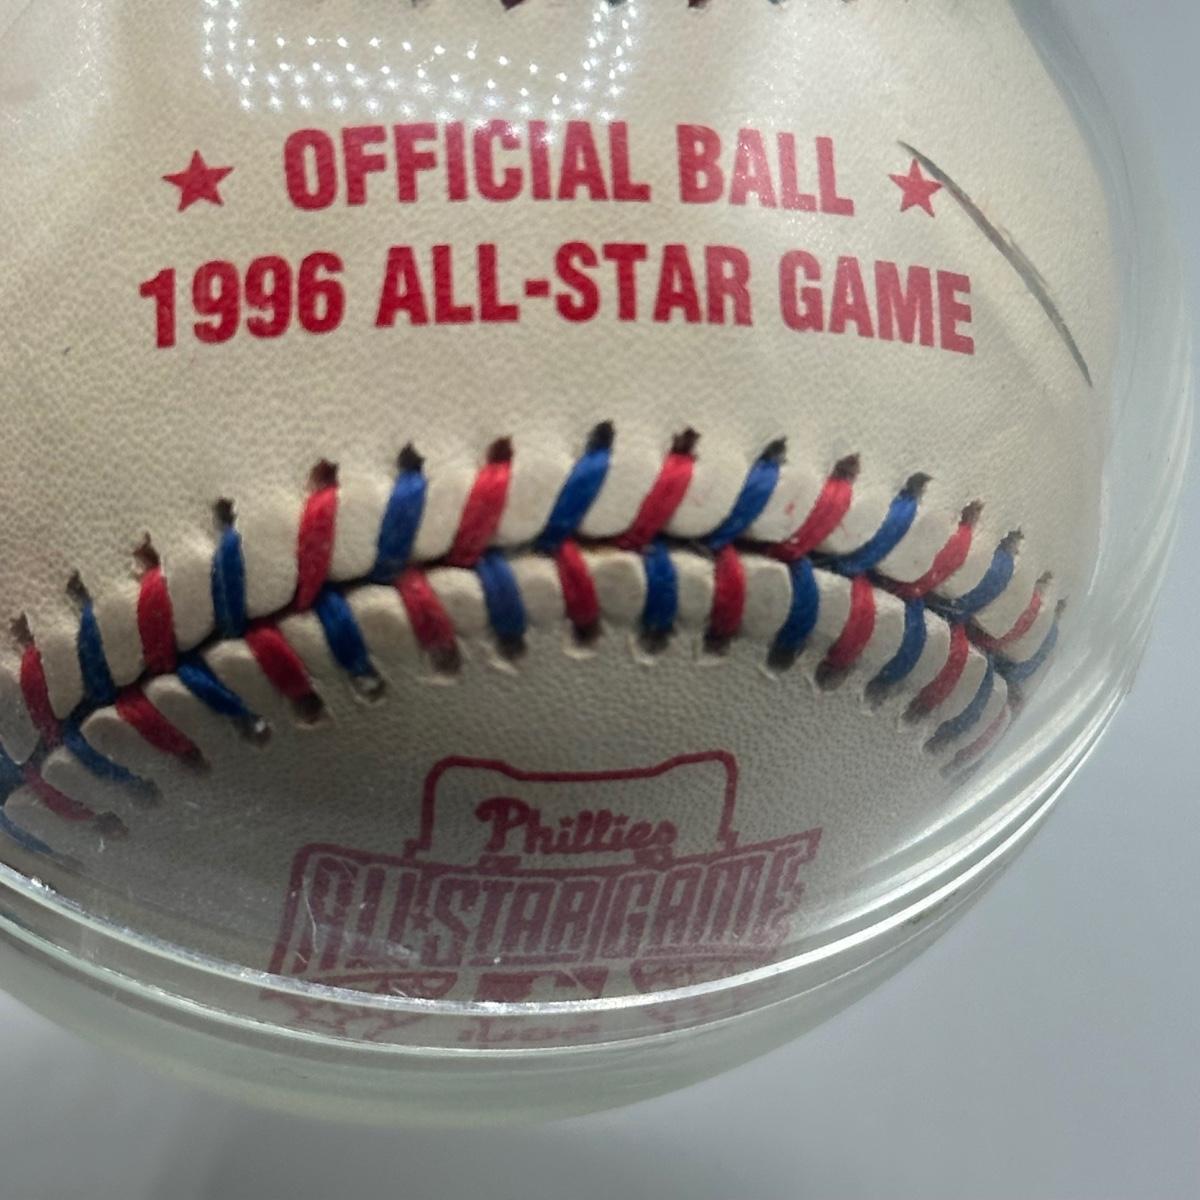 ★ OFFICIAL BALL ★
1996 ALL-STAR GAME
Phillies
ALL STAR GAME